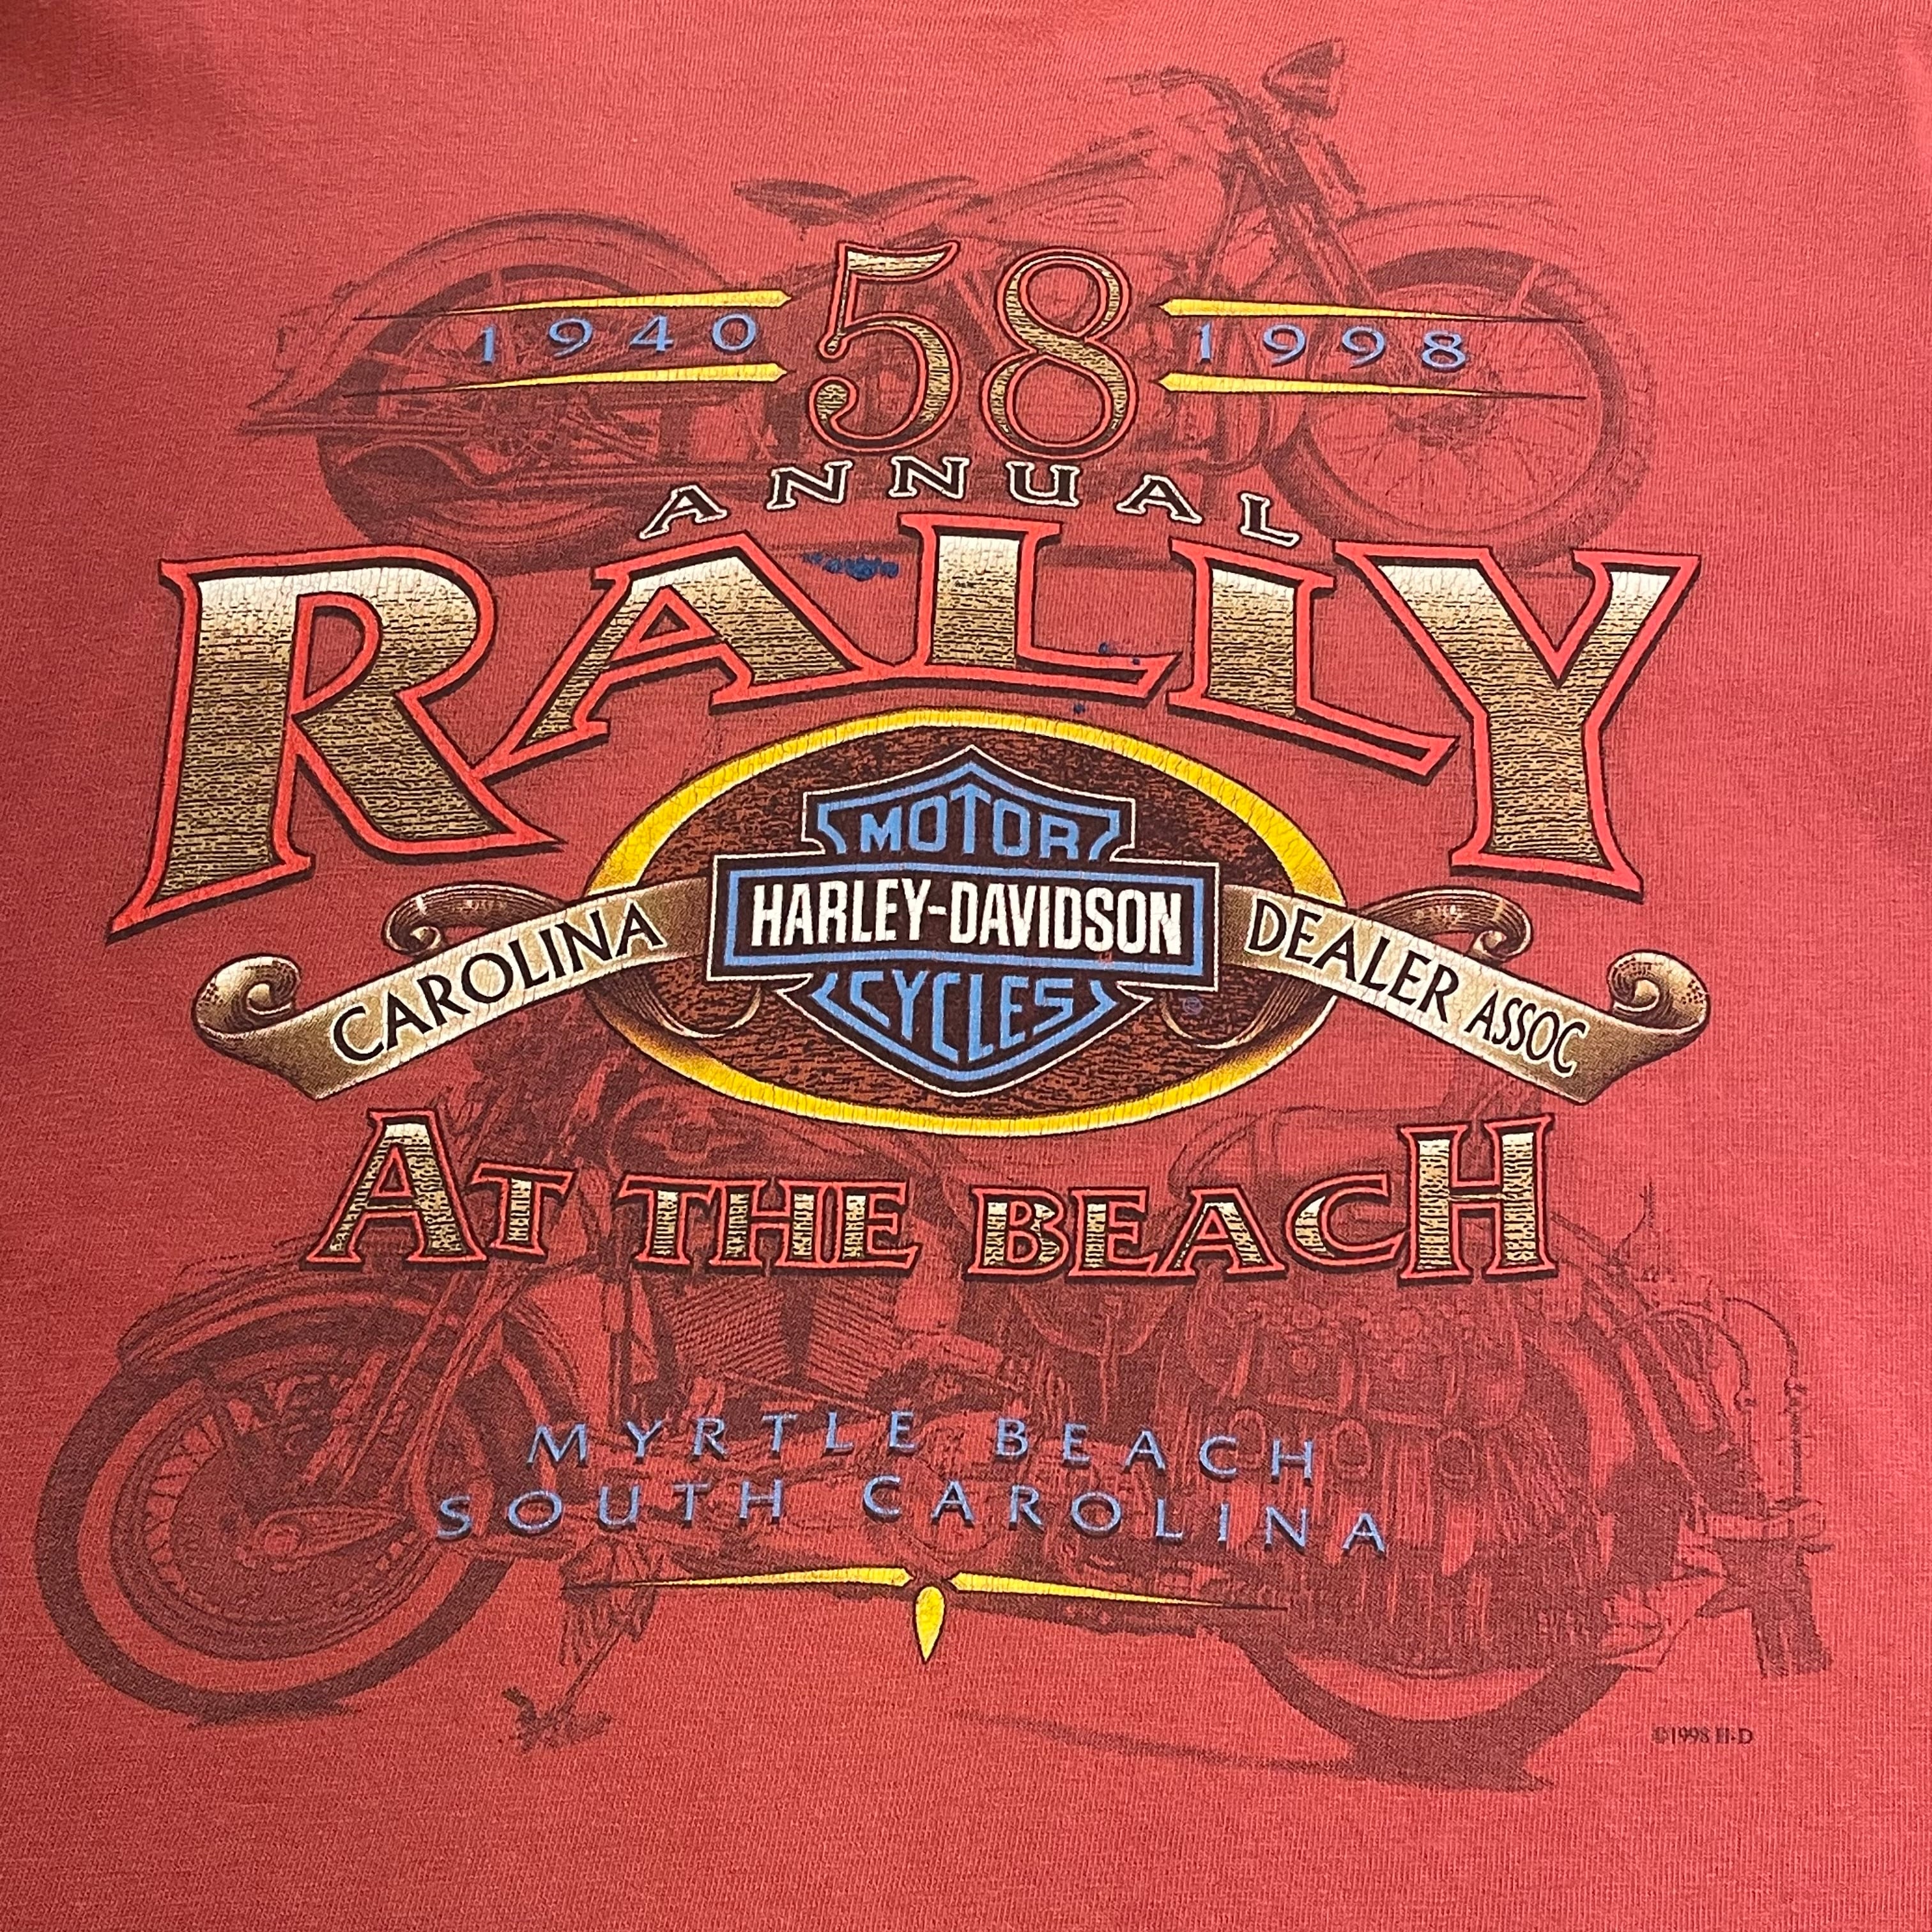 1940 58 1998
ANNUAL
RALLY
MOTOR
CAROLINA HARLEY-DAVIDSON DEALER ASSOC
CYCLES
AT THE BEACH
MYRTLE BEACH
SOUTH CAROLINA
©1998 H-D